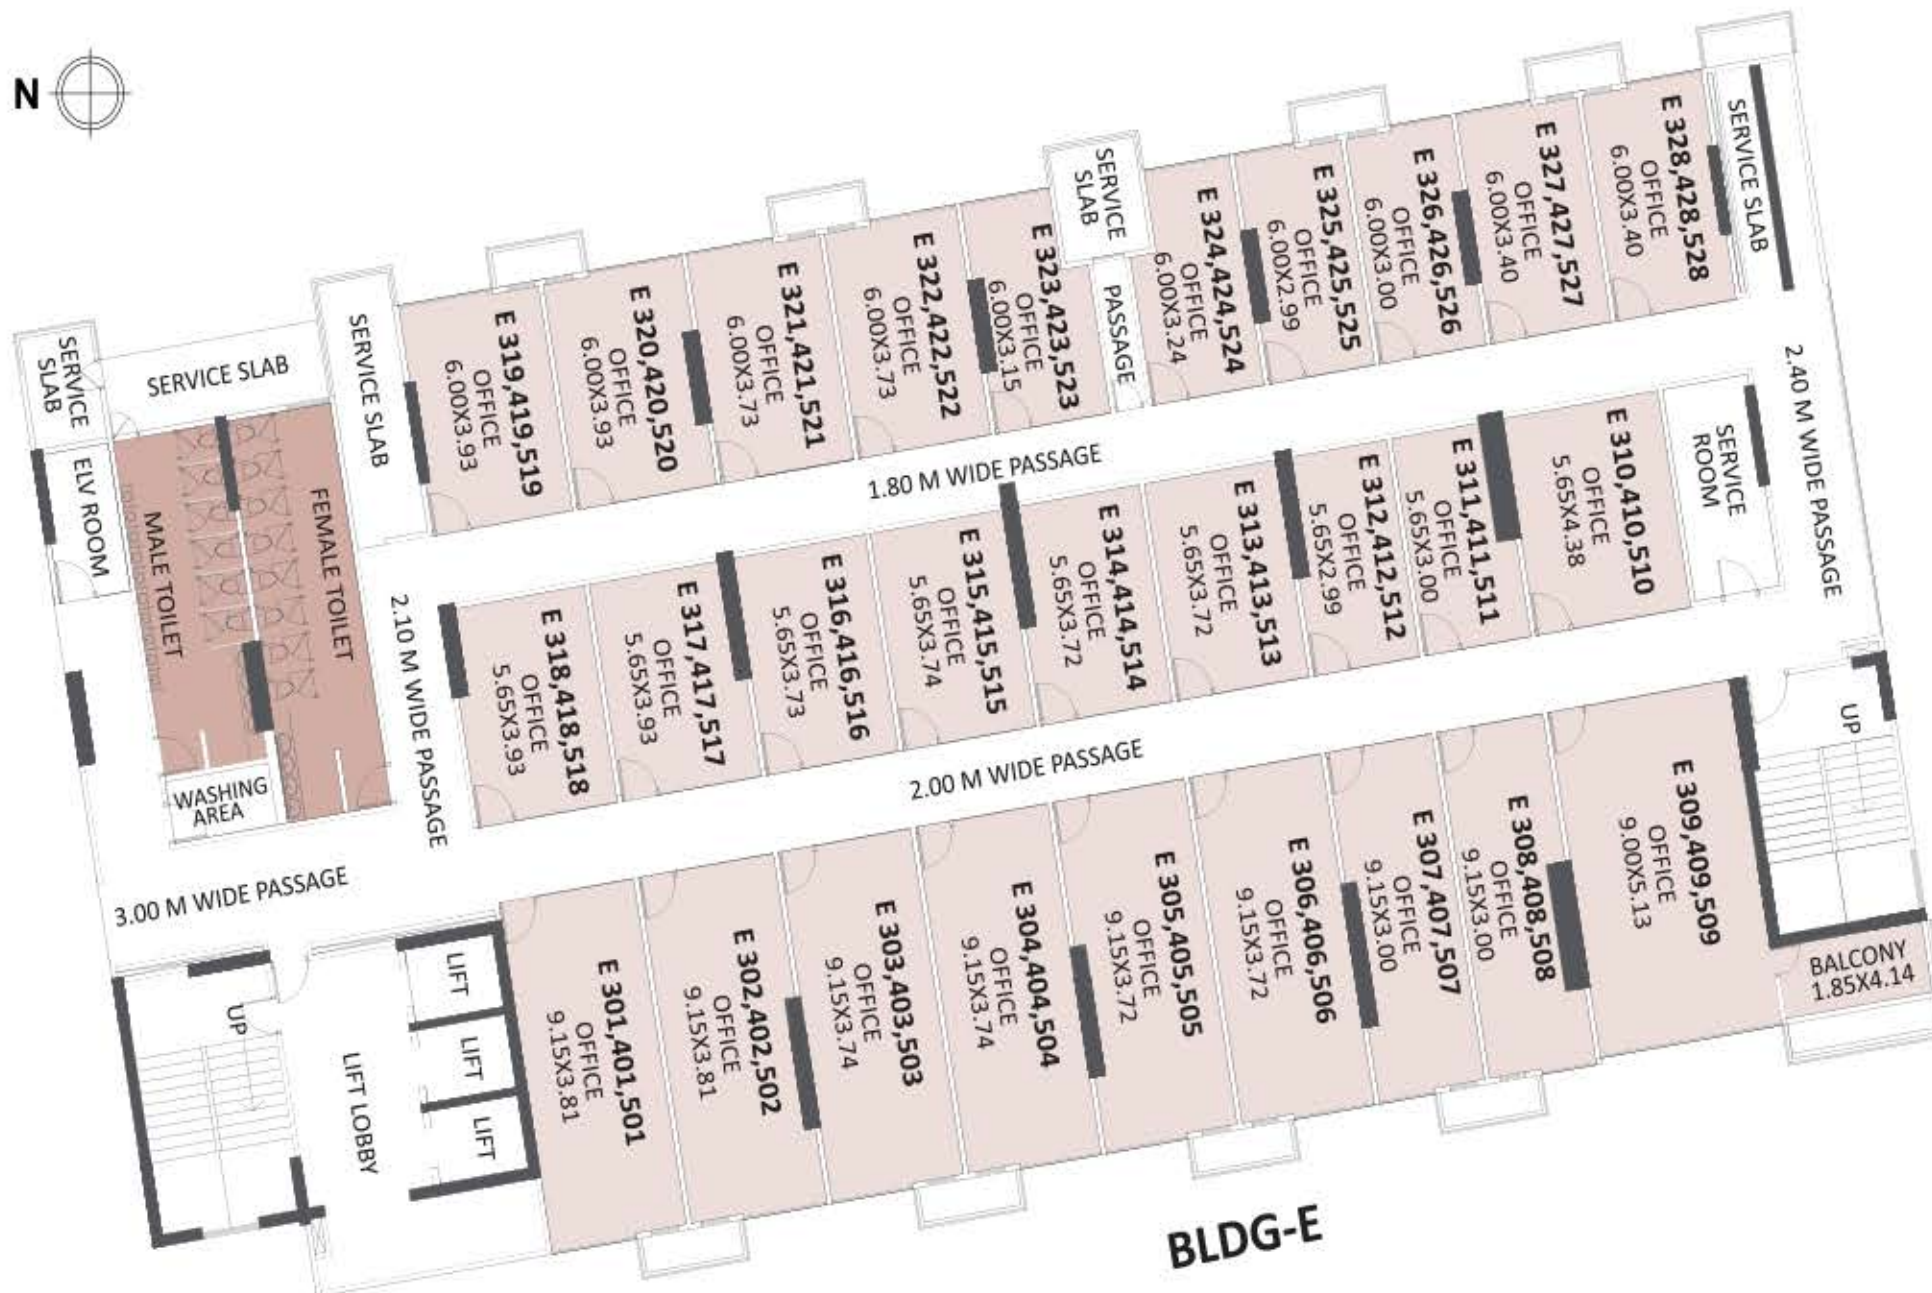 N
E 319,419,519
OFFICE
6.00X3.93
E 320,420,520
OFFICE
6.00X3.93
E 321,421,521
OFFICE
6.00X3.73
E 322,422,522
OFFICE
6.00X3.73
E 323,423,523
OFFICE
6.00X3.15
SERVICE
SLAB
PASSAGE
E 324,424,524
OFFICE
6.00X3.24
E 325,425,525
OFFICE
6.00X2.99
E 326,426,526
OFFICE
6.00X3.00
E 327,427,527
OFFICE
6.00X3.40
E 328,428,528
OFFICE
6.00X3.40
SERVICE SLAB
SERVICE
SLAB
SERVICE SLAB
SERVICE SLAB
ELV ROOM
MALE TOILET
FEMALE TOILET
WASHING
AREA
1.80 M WIDE PASSAGE
2.10 M WIDE PASSAGE
2.40 M WIDE PASSAGE
E 318,418,518
OFFICE
5.65X3.93
E 317,417,517
OFFICE
5.65X3.93
E 316,416,516
OFFICE
5.65X3.73
E 315,415,515
OFFICE
5.65X3.74
E 314,414,514
OFFICE
5.65X3.72
E 313,413,513
OFFICE
5.65X3.72
E 312,412,512
OFFICE
5.65X2.99
E 311,411,511
OFFICE
5.65X3.00
E 310,410,510
OFFICE
5.65X4.38
SERVICE
ROOM
2.00 M WIDE PASSAGE
3.00 M WIDE PASSAGE
UP
LIFT LOBBY
LIFT
LIFT
LIFT
E 301,401,501
OFFICE
9.15X3.81
E 302,402,502
OFFICE
9.15X3.81
E 303,403,503
OFFICE
9.15X3.74
E 304,404,504
OFFICE
9.15X3.74
E 305,405,505
OFFICE
9.15X3.72
E 306,406,506
OFFICE
9.15X3.72
E 307,407,507
OFFICE
9.15X3.00
E 308,408,508
OFFICE
9.15X3.00
E 309,409,509
OFFICE
9.00X5.13
UP
BALCONY
1.85X4.14
BLDG-E